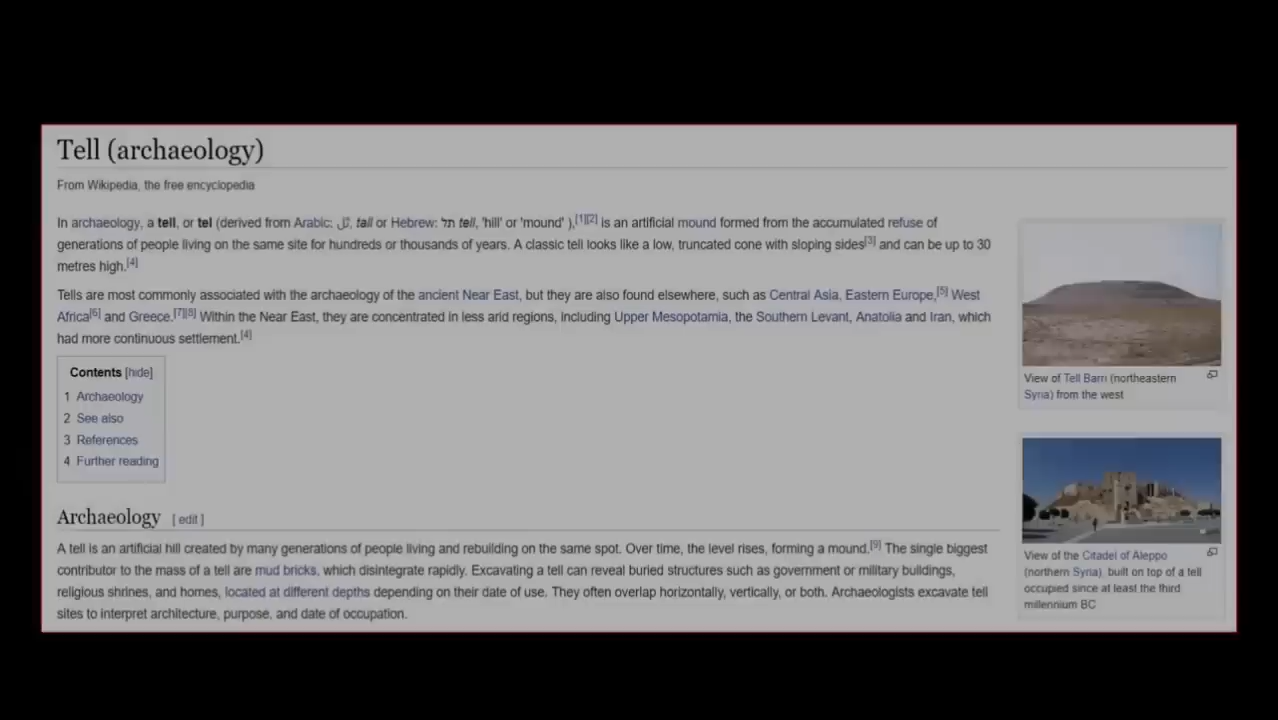 Tell (archaeology)
From Wikipedia, the free encyclopedia
In archaeology, a tell, or tel (derived from Arabic: تَل, tall or Hebrew: תל tell, 'hill' or 'mound' ),[1][2] is an artificial mound formed from the accumulated refuse of
generations of people living on the same site for hundreds or thousands of years. A classic tell looks like a low, truncated cone with sloping sides[3] and can be up to 30
metres high.[4]
Tells are most commonly associated with the archaeology of the ancient Near East, but they are also found elsewhere, such as Central Asia, Eastern Europe,[5] West
Africa[6] and Greece.[7][8] Within the Near East, they are concentrated in less arid regions, including Upper Mesopotamia, the Southern Levant, Anatolia and Iran, which
had more continuous settlement.[4]
Contents [hide]
1 Archaeology
2 See also
3 References
4 Further reading
Archaeology [ edit ]
A tell is an artificial hill created by many generations of people living and rebuilding on the same spot. Over time, the level rises, forming a mound.[9] The single biggest
contributor to the mass of a tell are mud bricks, which disintegrate rapidly. Excavating a tell can reveal buried structures such as government or military buildings,
religious shrines, and homes, located at different depths depending on their date of use. They often overlap horizontally, vertically, or both. Archaeologists excavate tell
sites to interpret architecture, purpose, and date of occupation.
View of Tell Barri (northeastern
Syria) from the west
View of the Citadel of Aleppo
(northern Syria), built on top of a tell
occupied since at least the third
millennium BC